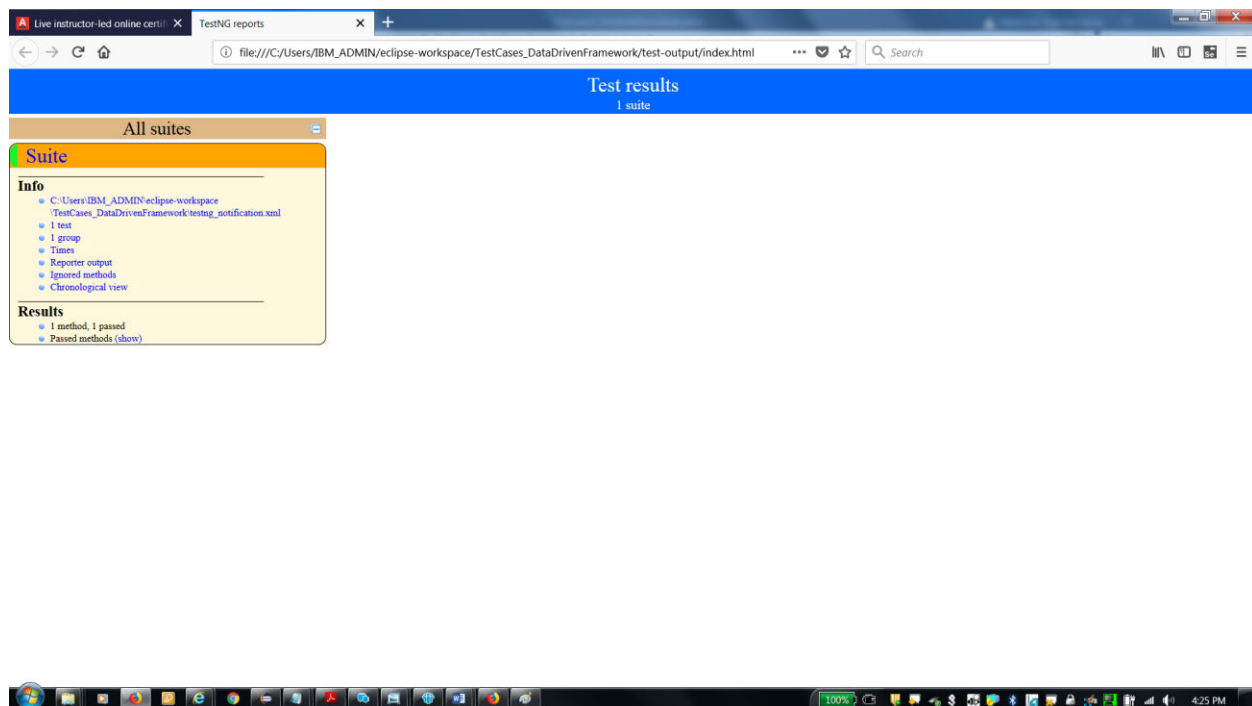 Live instructor-led online certifi
TestNG reports
file:///C:/Users/IBM_ADMIN/eclipse-workspace/TestCases_DataDrivenFramework/test-output/index.html
Search
Test results
1 suite
All suites
Suite
Info
C:\Users\IBM_ADMIN\eclipse-workspace
\TestCases_DataDrivenFramework\testng_notification.xml
1 test
1 group
Times
Reporter output
Ignored methods
Chronological view
Results
1 method, 1 passed
Passed methods (show)
100%
4:25 PM